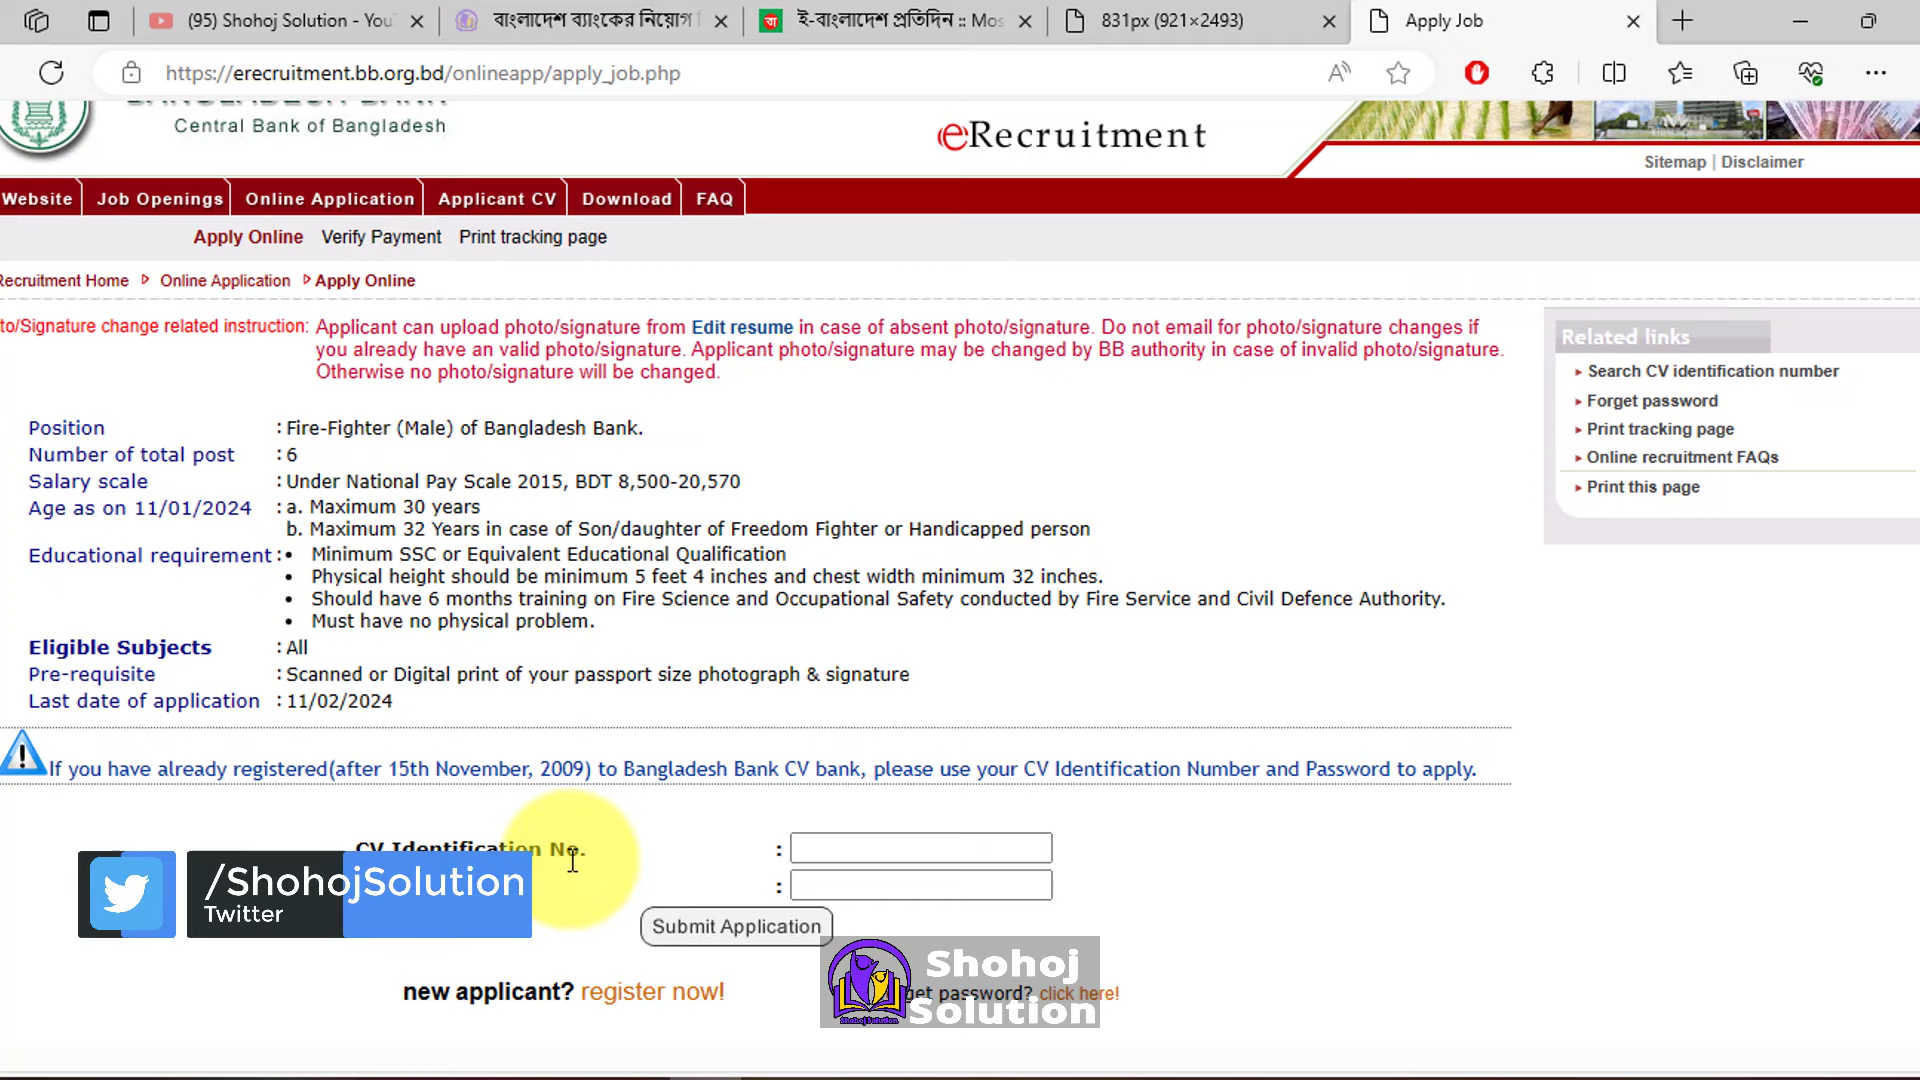 (95) Shohoj Solution - You
বাংলাদেশ ব্যাংকের নিয়োগ
ই-বাংলাদেশ প্রতিদিন :: Mos
831px (921×2493)
Apply Job
https://erecruitment.bb.org.bd/onlineapp/apply_job.php
BANGLADESH BANK
Central Bank of Bangladesh
eRecruitment
Sitemap | Disclaimer
Website
Job Openings
Online Application
Applicant CV
Download
FAQ
Apply Online
Verify Payment
Print tracking page
Recruitment Home
Online Application
Apply Online
to/Signature change related instruction:
Applicant can upload photo/signature from Edit resume in case of absent photo/signature. Do not email for photo/signature changes if
you already have an valid photo/signature. Applicant photo/signature may be changed by BB authority in case of invalid photo/signature.
Otherwise no photo/signature will be changed.
Related links
Search CV identification number
Forget password
Print tracking page
Online recruitment FAQs
Print this page
Position : Fire-Fighter (Male) of Bangladesh Bank.
Number of total post : 6
Salary scale : Under National Pay Scale 2015, BDT 8,500-20,570
Age as on 11/01/2024 : a. Maximum 30 years
b. Maximum 32 Years in case of Son/daughter of Freedom Fighter or Handicapped person
Educational requirement : • Minimum SSC or Equivalent Educational Qualification
• Physical height should be minimum 5 feet 4 inches and chest width minimum 32 inches.
• Should have 6 months training on Fire Science and Occupational Safety conducted by Fire Service and Civil Defence Authority.
• Must have no physical problem.
Eligible Subjects : All
Pre-requisite : Scanned or Digital print of your passport size photograph & signature
Last date of application : 11/02/2024
If you have already registered(after 15th November, 2009) to Bangladesh Bank CV bank, please use your CV Identification Number and Password to apply.
CV Identification No. :
:
/ShohojSolution
Twitter
Submit Application
new applicant? register now!
get password? click here!
Shohoj
Solution
Shohoj Solution